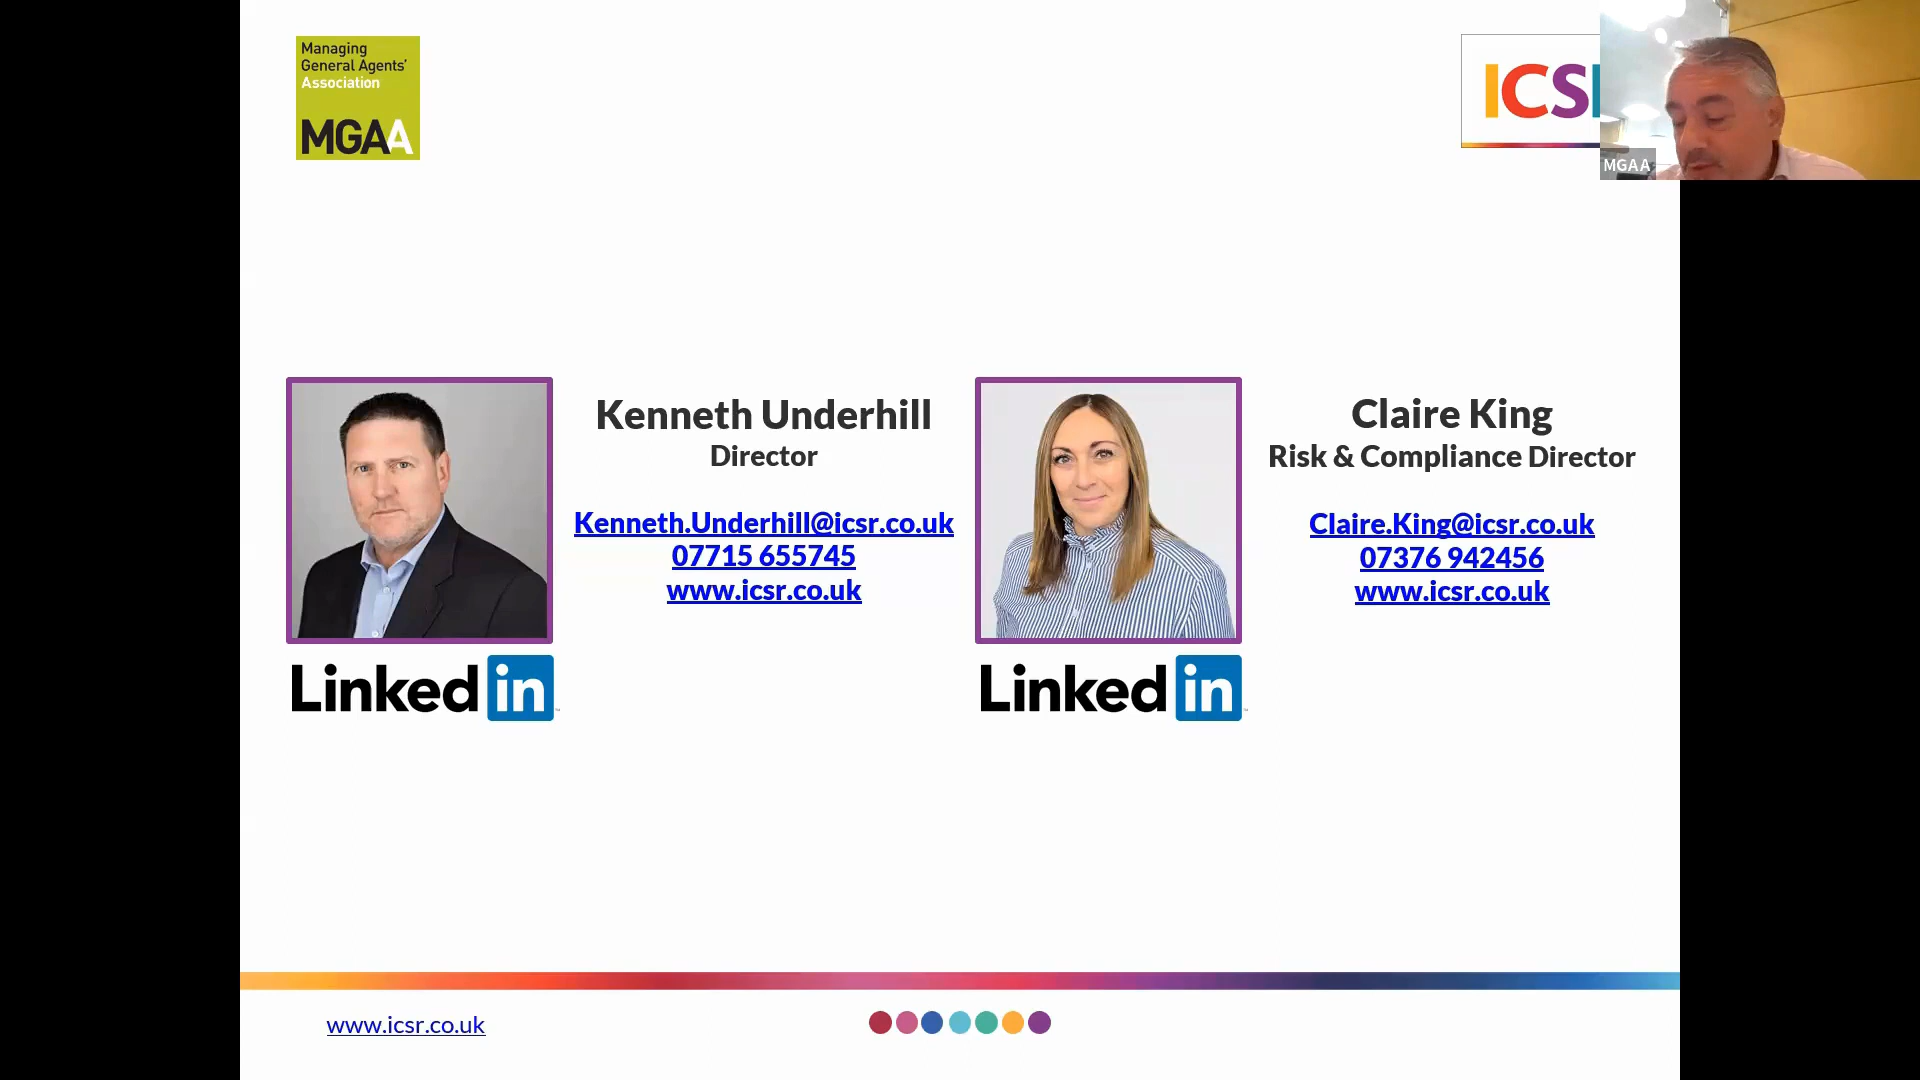 Managing
General Agents'
Association
MGAA
ICS
MGAA
Kenneth Underhill
Director
Kenneth.Underhill@icsr.co.uk
07715 655745
www.icsr.co.uk
Linked in
Claire King
Risk & Compliance Director
Claire.King@icsr.co.uk
07376 942456
www.icsr.co.uk
Linked in
www.icsr.co.uk